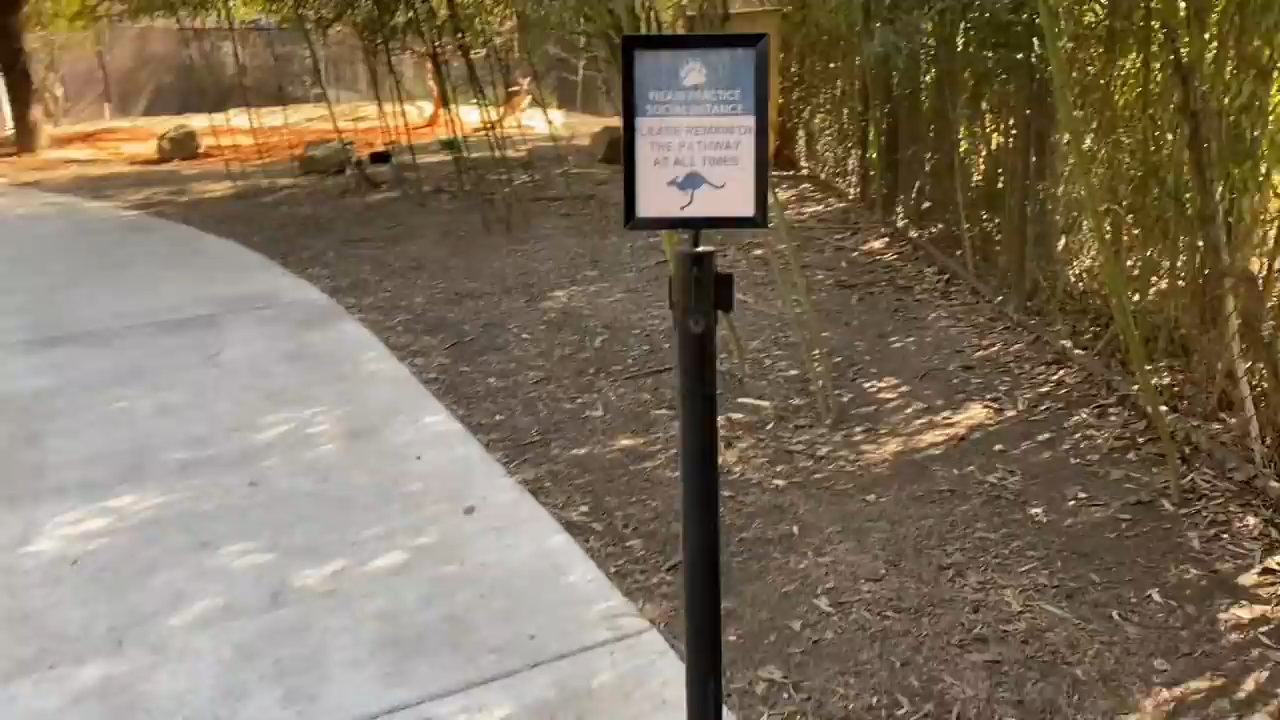 PLEASE PRACTICE
SOCIAL DISTANCE
PLEASE REMAIN ON
THE PATHWAY
AT ALL TIMES